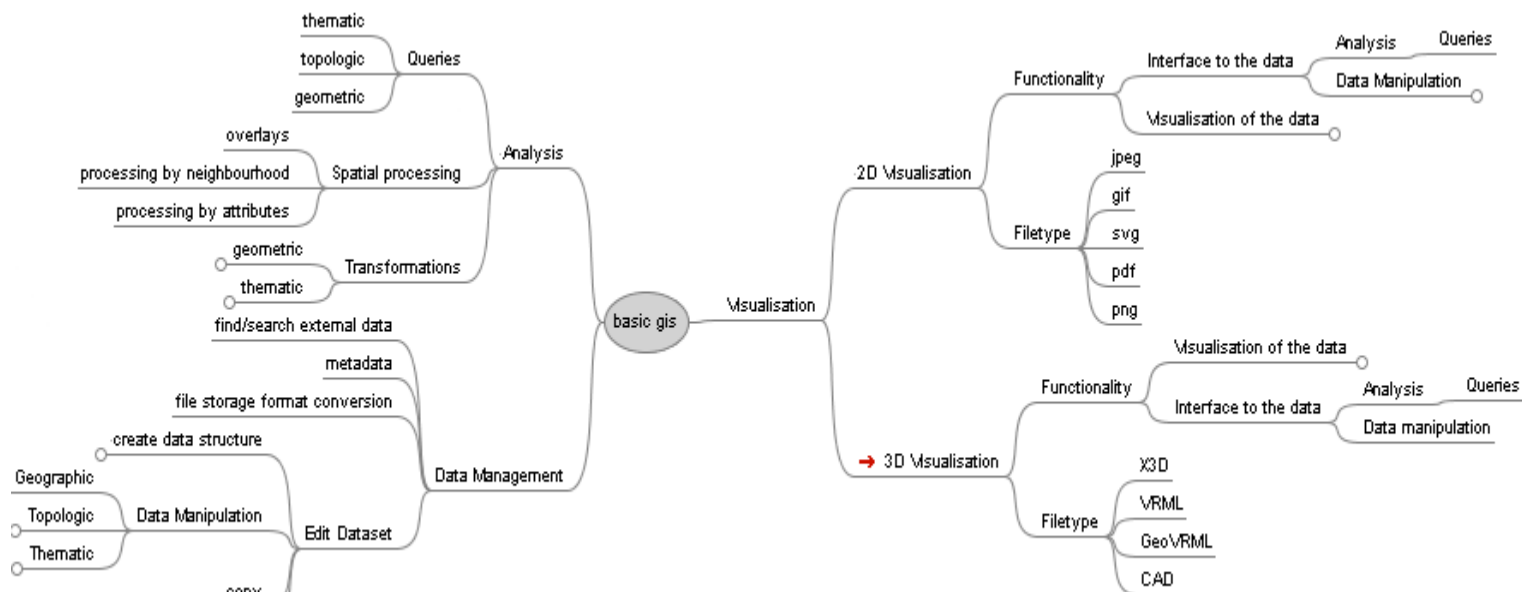 thematic
topologic
Queries
geometric
overlays
Analysis
processing by neighbourhood
Spatial processing
processing by attributes
geometric
Transformations
thematic
find/search external data
metadata
file storage format conversion
create data structure
Geographic
Data Management
Topologic
Data Manipulation
Edit Dataset
Thematic
copy
basic gis
Visualisation
2D Visualisation
Functionality
Interface to the data
Analysis
Queries
Data Manipulation
Visualisation of the data
Filetype
jpeg
gif
svg
pdf
png
3D Visualisation
Functionality
Visualisation of the data
Interface to the data
Analysis
Queries
Data manipulation
Filetype
X3D
VRML
GeoVRML
CAD